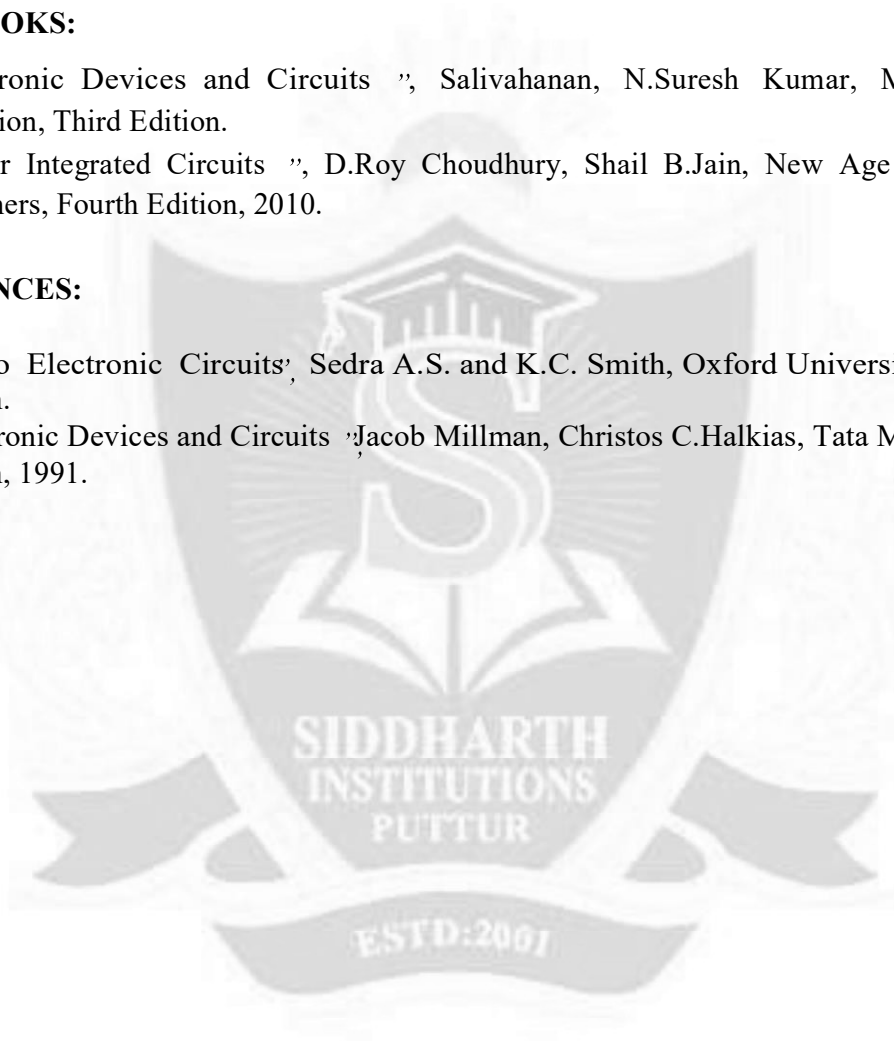 OOKS:
ronic Devices and Circuits ”, Salivahanan, N.Suresh Kumar, M
ion, Third Edition.
r Integrated Circuits ”, D.Roy Choudhury, Shail B.Jain, New Age
ners, Fourth Edition, 2010.
NCES:
o Electronic Circuits”, Sedra A.S. and K.C. Smith, Oxford Universi
n.
ronic Devices and Circuits ”,Jacob Millman, Christos C.Halkias, Tata M
n, 1991.
SIDDHARTH
INSTITUTIONS
PUTTUR
ESTD:2001